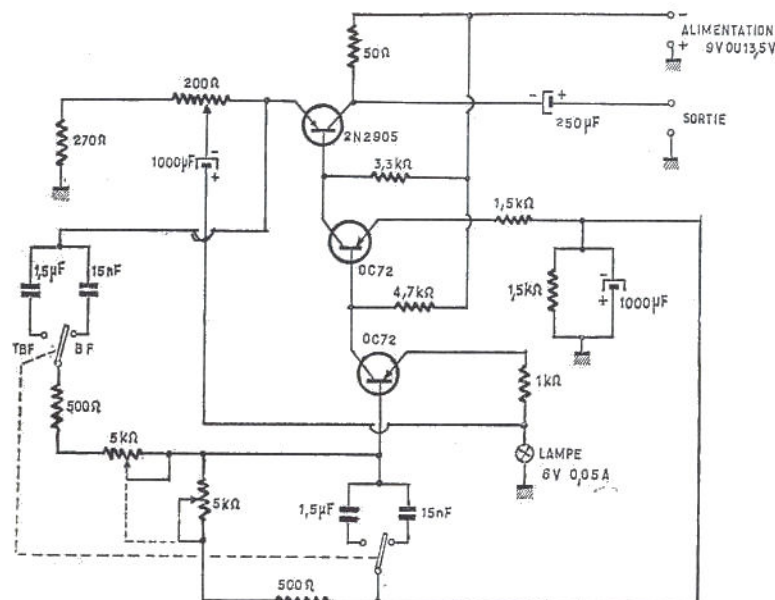 -
ALIMENTATION
+
9V OU 13,5V
50Ω
200Ω
270Ω
2N2905
- +
250µF
SORTIE
1000µF
-
+
3,3kΩ
1,5kΩ
OC72
1,5µF
15nF
4,7kΩ
1,5kΩ
-
+
1000µF
TBF
BF
OC72
1kΩ
500Ω
5kΩ
LAMPE
6V 0,05A
5kΩ
1,5µF
15nF
500Ω